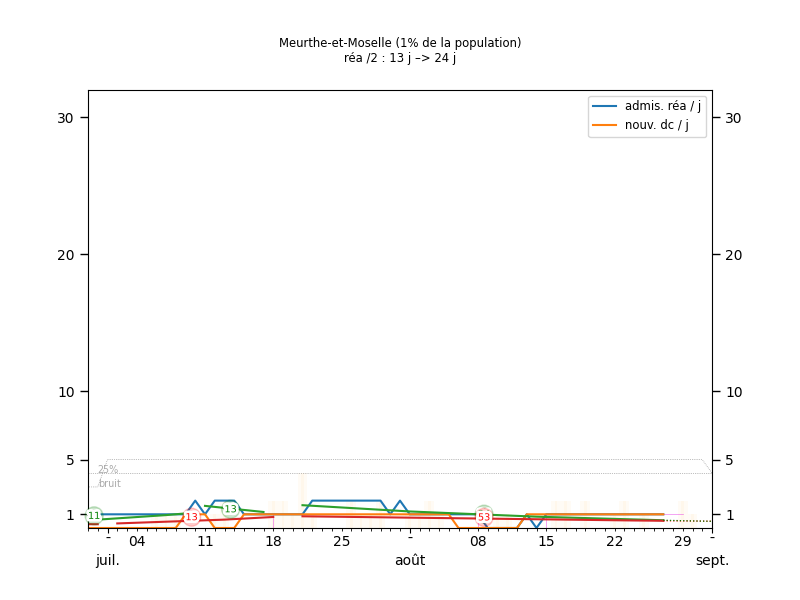 Meurthe-et-Moselle (1% de la population)
réa /2 : 13 j –> 24 j
admis. réa / j
nouv. dc / j
30
30
20
20
10
10
5
5
25%
bruit
1
1
11
13
13
53
- 04 11 18 25 - 08 15 22 29 -
juil. août sept.